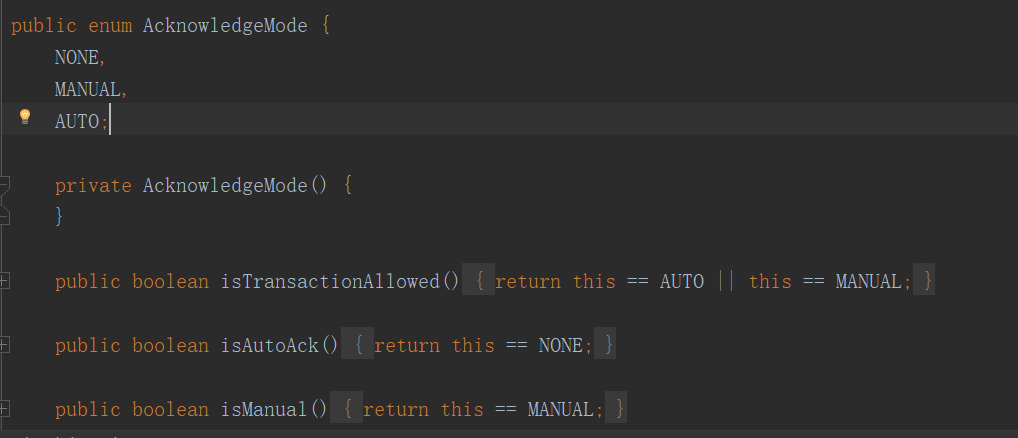 public enum AcknowledgeMode {
NONE,
MANUAL,
AUTO;
private AcknowledgeMode() {
}
public boolean isTransactionAllowed() { return this == AUTO || this == MANUAL; }
public boolean isAutoAck() { return this == NONE; }
public boolean isManual() { return this == MANUAL; }